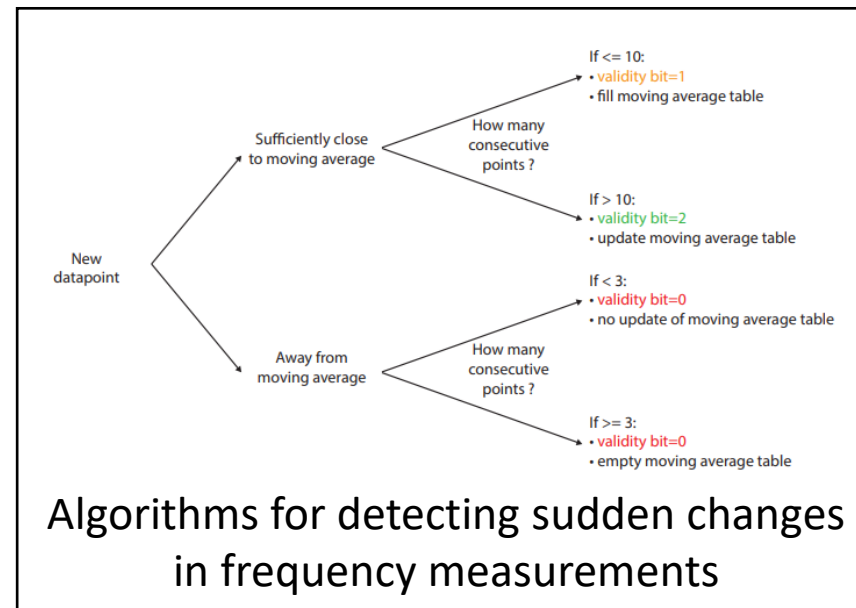 New
datapoint
Sufficiently close
to moving average
How many
consecutive
points ?
If <= 10:
• validity bit=1
• fill moving average table
If > 10:
• validity bit=2
• update moving average table
Away from
moving average
How many
consecutive
points ?
If < 3:
• validity bit=0
• no update of moving average table
If >= 3:
• validity bit=0
• empty moving average table
Algorithms for detecting sudden changes
in frequency measurements